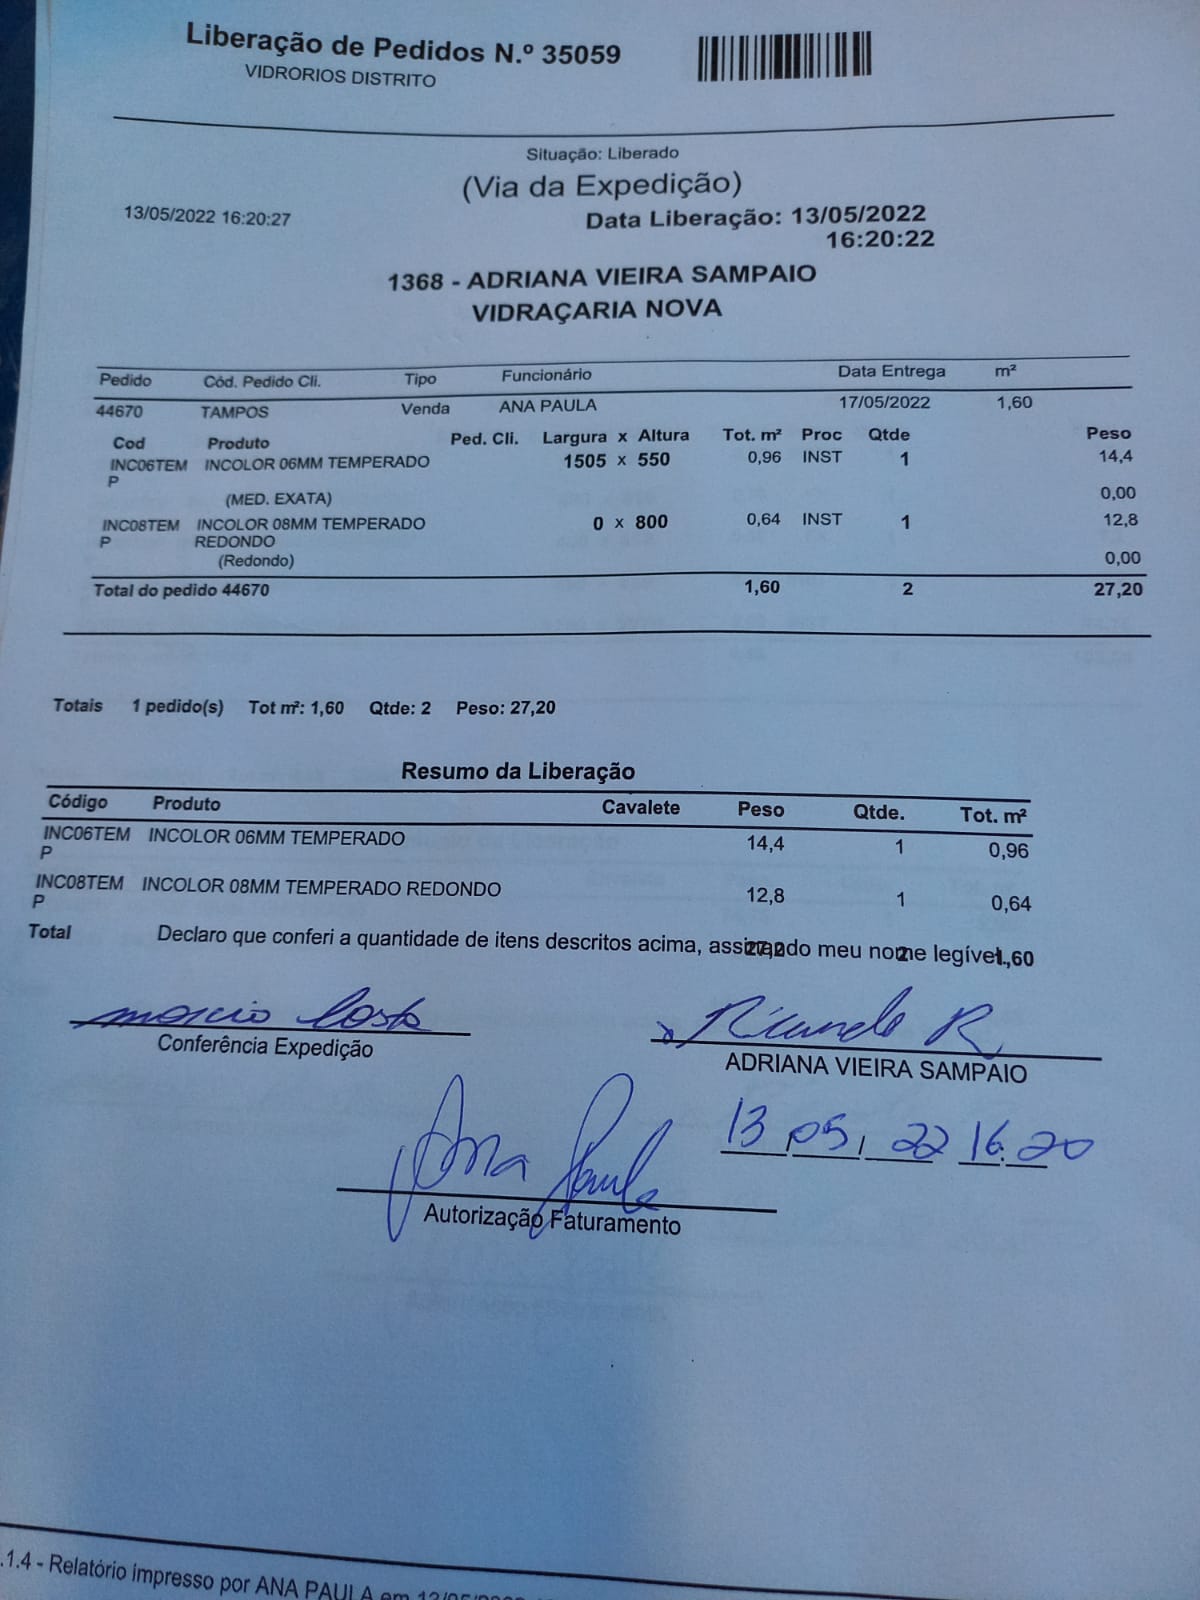 Liberação de Pedidos N.º 35059
VIDRORIOS DISTRITO
Situação: Liberado
(Via da Expedição)
13/05/2022 16:20:27
Data Liberação: 13/05/2022
16:20:22
1368 - ADRIANA VIEIRA SAMPAIO
VIDRAÇARIA NOVA
Pedido Cód. Pedido Cli. Tipo Funcionário Data Entrega m²
44670 TAMPOS Venda ANA PAULA 17/05/2022 1,60
Cod Produto Ped. Cli. Largura x Altura Tot. m² Proc Qtde Peso
INC06TEM INCOLOR 06MM TEMPERADO 1505 x 550 0,96 INST 1 14,4
P
(MED. EXATA) 0,00
INC08TEM INCOLOR 08MM TEMPERADO 0 x 800 0,64 INST 1 12,8
P REDONDO
(Redondo) 0,00
Total do pedido 44670 1,60 2 27,20
Totais 1 pedido(s) Tot m²: 1,60 Qtde: 2 Peso: 27,20
Resumo da Liberação
Código Produto Cavalete Peso Qtde. Tot. m²
INC06TEM INCOLOR 06MM TEMPERADO 14,4 1 0,96
P
INC08TEM INCOLOR 08MM TEMPERADO REDONDO 12,8 1 0,64
P
Total Declaro que conferi a quantidade de itens descritos acima, assinando meu nome legível. 27,2 2 1,60
marcio Costa
Conferência Expedição
x Ricardo R
ADRIANA VIEIRA SAMPAIO
13 05 22 16:20
Ana Paula
Autorização Faturamento
.1.4 - Relatório impresso por ANA PAULA em